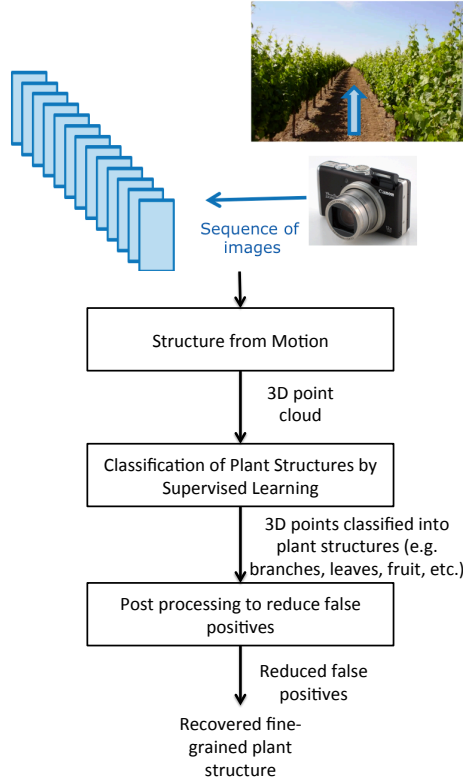 Canon
Sequence of
images
Structure from Motion
3D point
cloud
Classification of Plant Structures by
Supervised Learning
3D points classified into
plant structures (e.g.
branches, leaves, fruit, etc.)
Post processing to reduce false
positives
Reduced false
positives
Recovered fine-
grained plant
structure